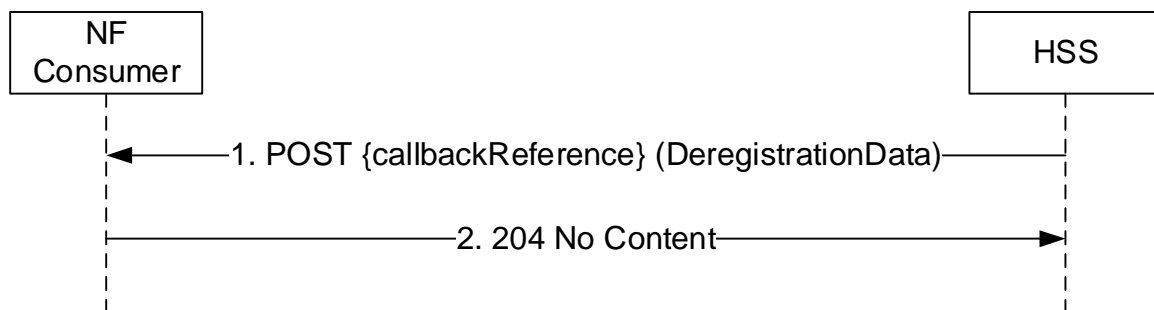 NF
Consumer
HSS
1. POST {callbackReference} (DeregistrationData)
2. 204 No Content